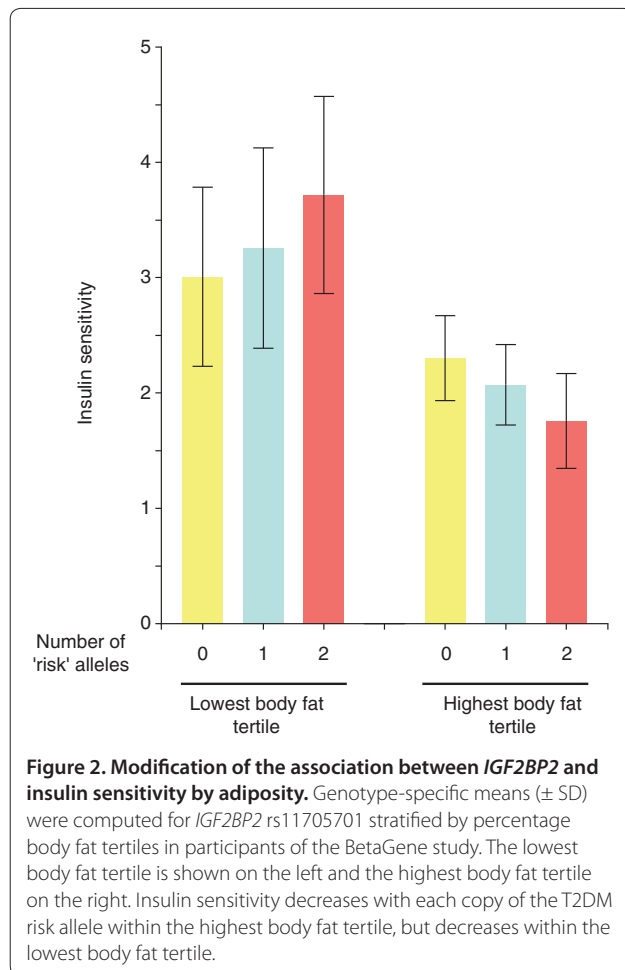 5
4
3
2
1
0
Insulin sensitivity
Number of
'risk' alleles
0 1 2 0 1 2
Lowest body fat
tertile
Highest body fat
tertile
Figure 2. Modification of the association between IGF2BP2 and
insulin sensitivity by adiposity. Genotype-specific means (± SD)
were computed for IGF2BP2 rs11705701 stratified by percentage
body fat tertiles in participants of the BetaGene study. The lowest
body fat tertile is shown on the left and the highest body fat tertile
on the right. Insulin sensitivity decreases with each copy of the T2DM
risk allele within the highest body fat tertile, but decreases within the
lowest body fat tertile.